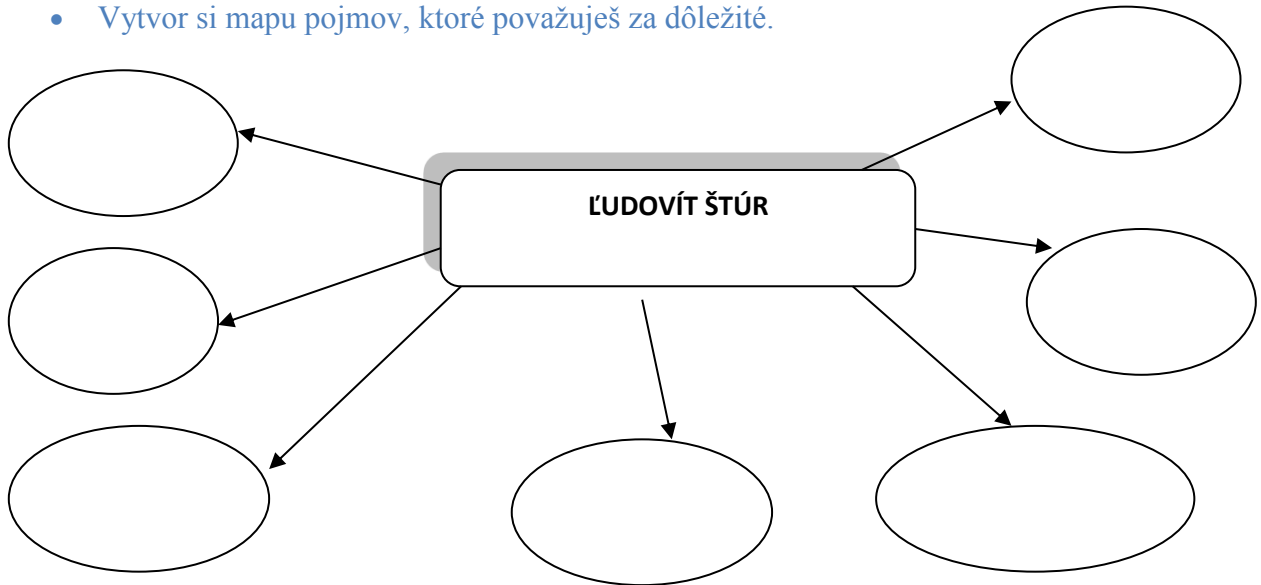 • Vytvor si mapu pojmov, ktoré považuješ za dôležité.
ĽUDOVÍT ŠTÚR